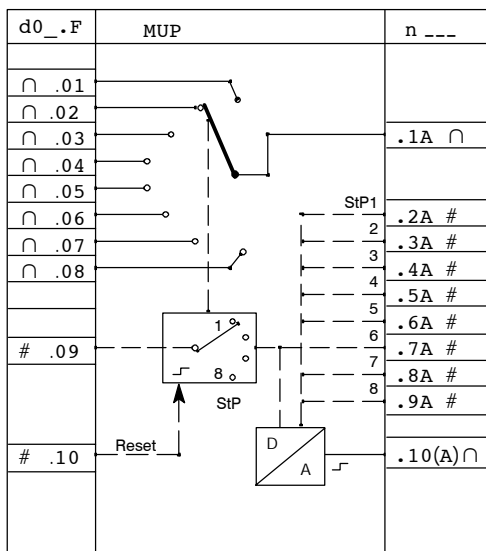 d0_.F MUP n ___
∩ .01
∩ .02
∩ .03 .1A ∩
∩ .04
∩ .05 StP1
∩ .06 .2A #
∩ .07 2 .3A #
∩ .08 3 .4A #
4 .5A #
1 5 .6A #
# .09 6 .7A #
8 7 .8A #
StP 8 .9A #
# .10 Reset D A .10(A)∩